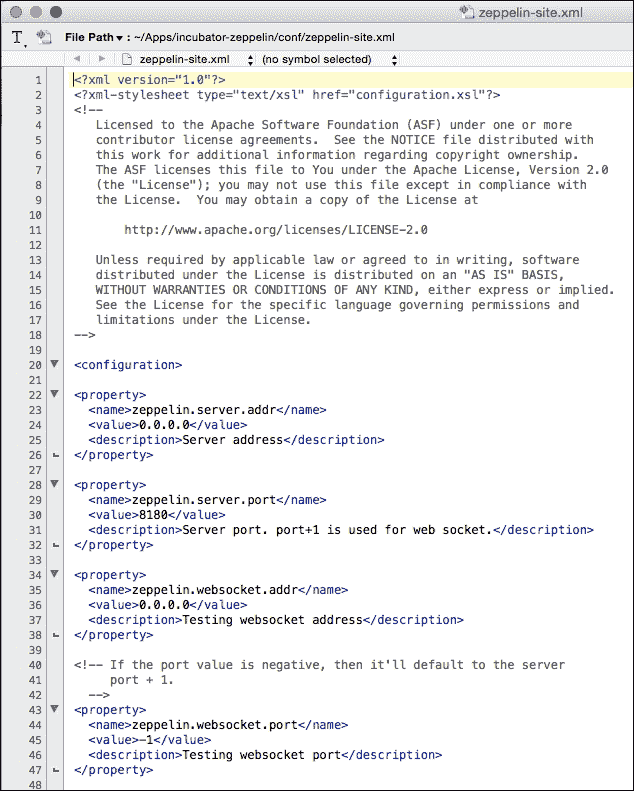 zeppelin-site.xml
File Path ▾ : ~/Apps/incubator-zeppelin/conf/zeppelin-site.xml
zeppelin-site.xml (no symbol selected)
1 <?xml version="1.0"?>
2 <?xml-stylesheet type="text/xsl" href="configuration.xsl"?>
3 <!--
4 Licensed to the Apache Software Foundation (ASF) under one or more
5 contributor license agreements. See the NOTICE file distributed with
6 this work for additional information regarding copyright ownership.
7 The ASF licenses this file to You under the Apache License, Version 2.0
8 (the "License"); you may not use this file except in compliance with
9 the License. You may obtain a copy of the License at
10
11 http://www.apache.org/licenses/LICENSE-2.0
12
13 Unless required by applicable law or agreed to in writing, software
14 distributed under the License is distributed on an "AS IS" BASIS,
15 WITHOUT WARRANTIES OR CONDITIONS OF ANY KIND, either express or implied.
16 See the License for the specific language governing permissions and
17 limitations under the License.
18 -->
19
20 <configuration>
21
22 <property>
23 <name>zeppelin.server.addr</name>
24 <value>0.0.0.0</value>
25 <description>Server address</description>
26 </property>
27
28 <property>
29 <name>zeppelin.server.port</name>
30 <value>8180</value>
31 <description>Server port. port+1 is used for web socket.</description>
32 </property>
33
34 <property>
35 <name>zeppelin.websocket.addr</name>
36 <value>0.0.0.0</value>
37 <description>Testing websocket address</description>
38 </property>
39
40 <!-- If the port value is negative, then it'll default to the server
41 port + 1.
42 -->
43 <property>
44 <name>zeppelin.websocket.port</name>
45 <value>-1</value>
46 <description>Testing websocket port</description>
47 </property>
48